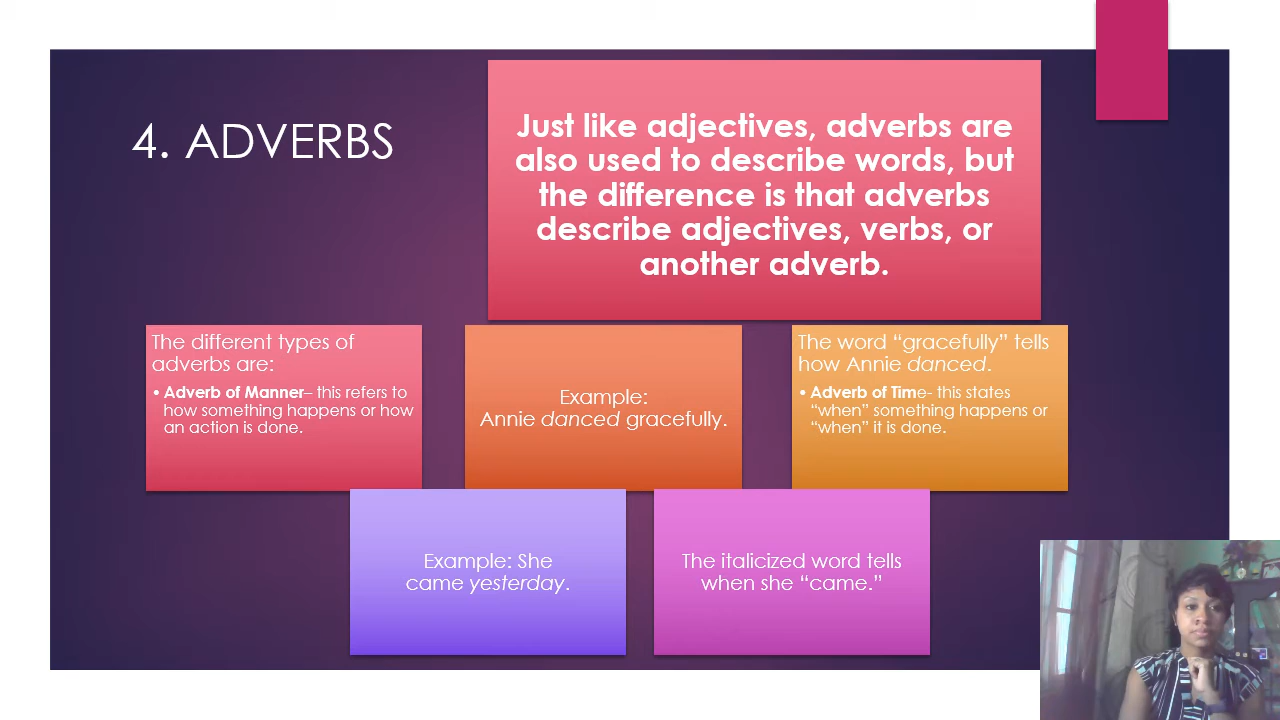 4. ADVERBS
Just like adjectives, adverbs are
also used to describe words, but
the difference is that adverbs
describe adjectives, verbs, or
another adverb.
The different types of
adverbs are:
• Adverb of Manner– this refers to
how something happens or how
an action is done.
Example:
Annie danced gracefully.
The word “gracefully” tells
how Annie danced.
• Adverb of Time- this states
“when” something happens or
“when” it is done.
Example: She
came yesterday.
The italicized word tells
when she “came.”